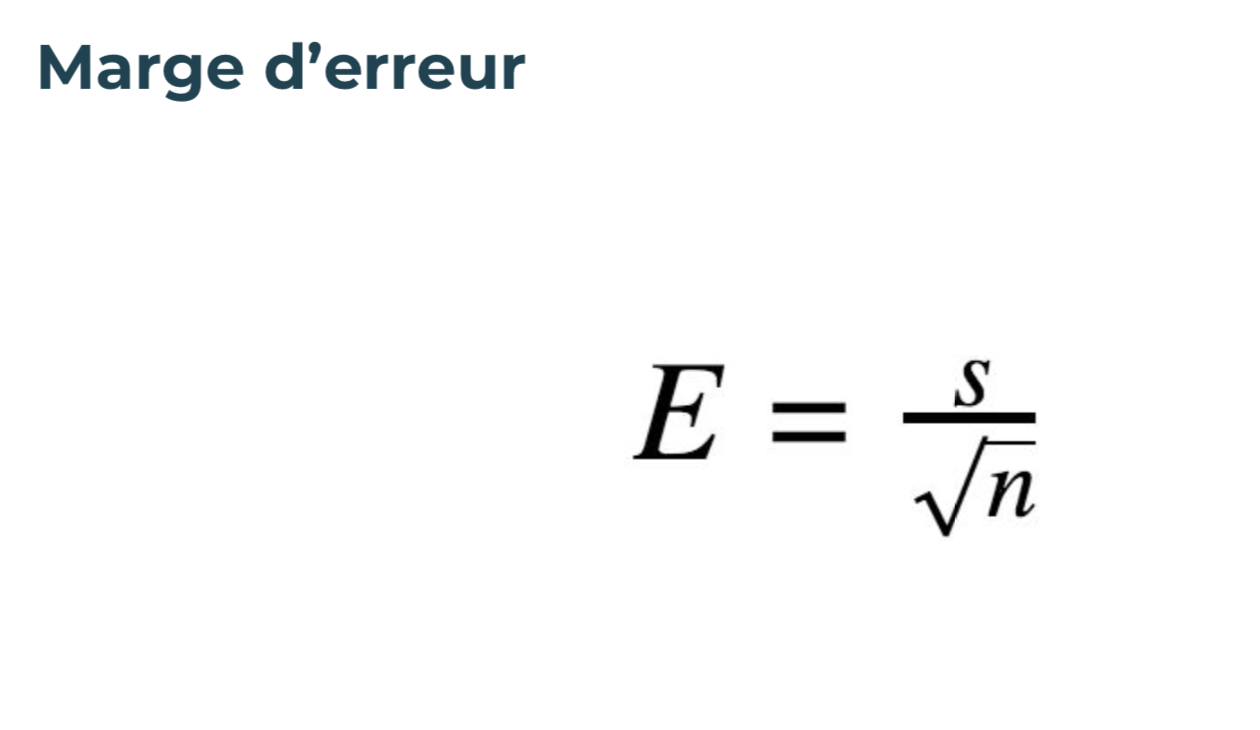 Marge d’erreur
E = s / √n